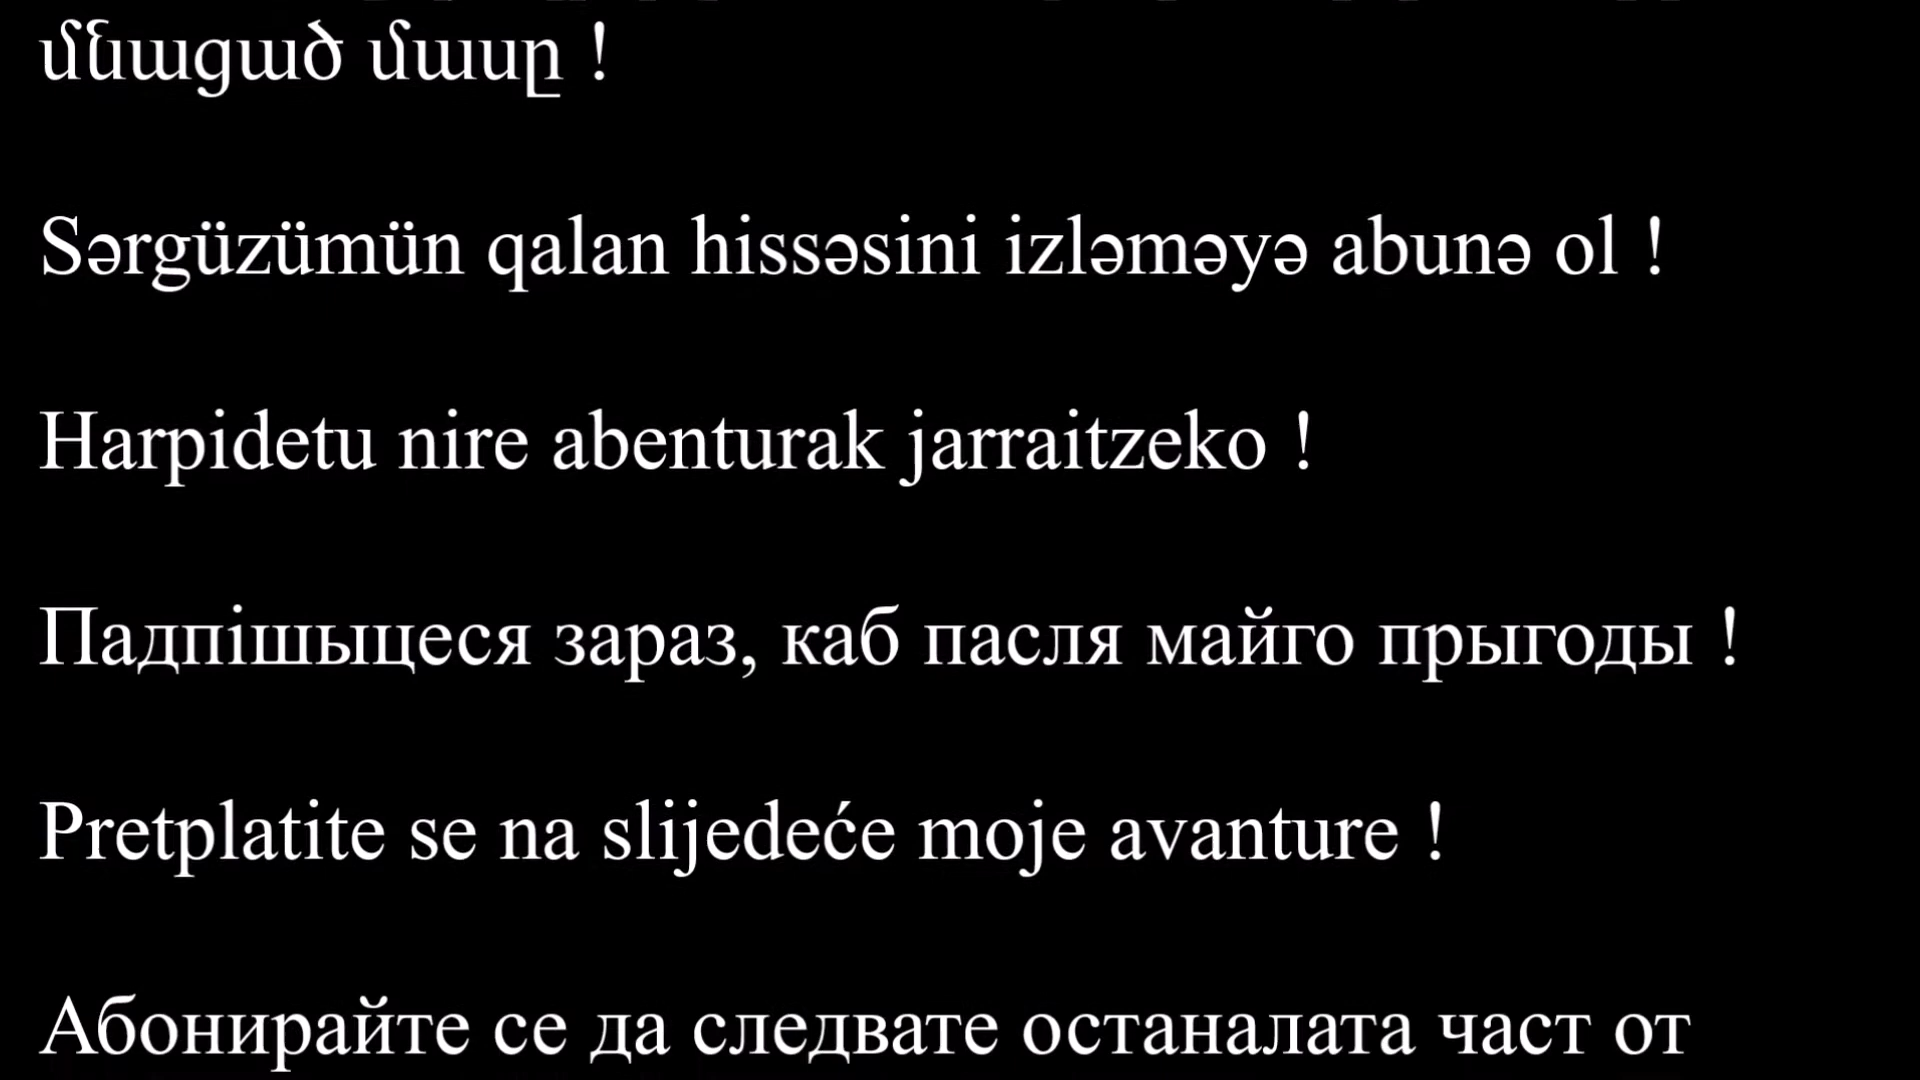 մնացած մասը !
Sərgüzümün qalan hissəsini izləməyə abunə ol !
Harpidetu nire abenturak jarraitzeko !
Падпішыцеся зараз, каб пасля майго прыгоды !
Pretplatite se na slijedeće moje avanture !
Абонирайте се да следвате останалата част от